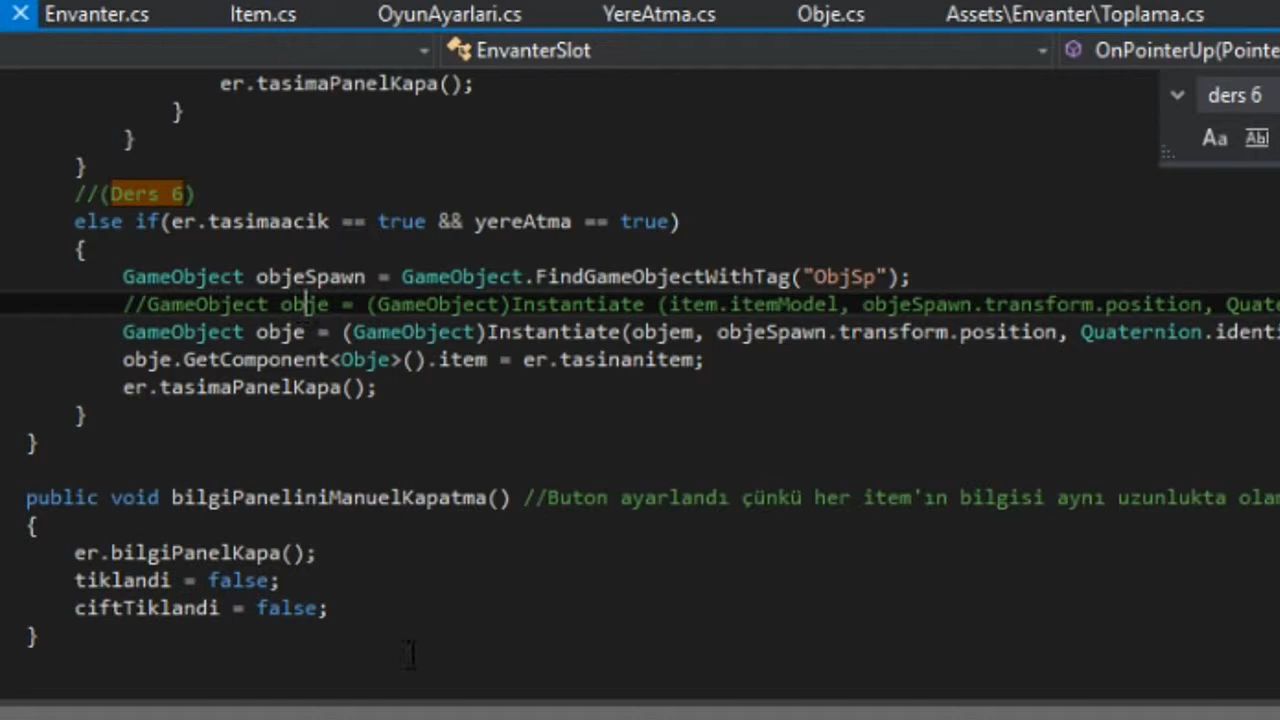 Envanter.cs Item.cs OyunAyarlari.cs YereAtma.cs Obje.cs Assets\Envanter\Toplama.cs
EnvanterSlot OnPointerUp(Pointe
er.tasimaPanelKapa();
ders 6
}
}
Aa Abl
}
//(Ders 6)
else if(er.tasimaacik == true && yereAtma == true)
{
GameObject objeSpawn = GameObject.FindGameObjectWithTag("ObjSp");
//GameObject obje = (GameObject)Instantiate (item.itemModel, objeSpawn.transform.position, Quate
GameObject obje = (GameObject)Instantiate(objem, objeSpawn.transform.position, Quaternion.identi
obje.GetComponent<Obje>().item = er.tasinanitem;
er.tasimaPanelKapa();
}
}
public void bilgiPaneliniManuelKapatma() //Buton ayarlandı çünkü her item'ın bilgisi aynı uzunlukta olam
{
er.bilgiPanelKapa();
tiklandi = false;
ciftTiklandi = false;
}